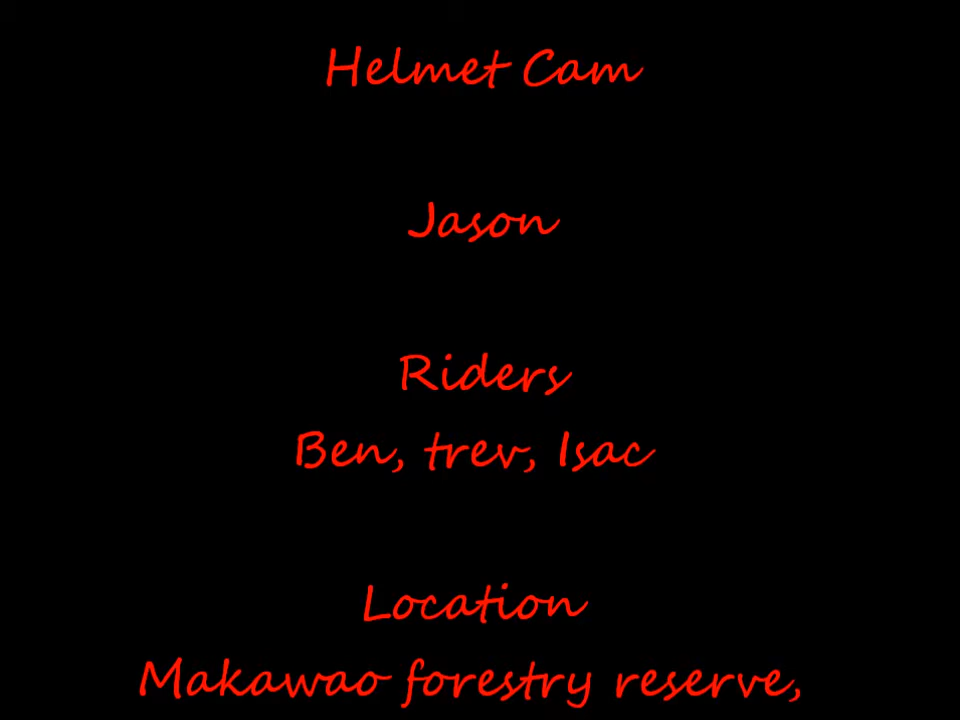 Helmet Cam
Jason
Riders
Ben, trev, Isac
Location
Makawao forestry reserve,